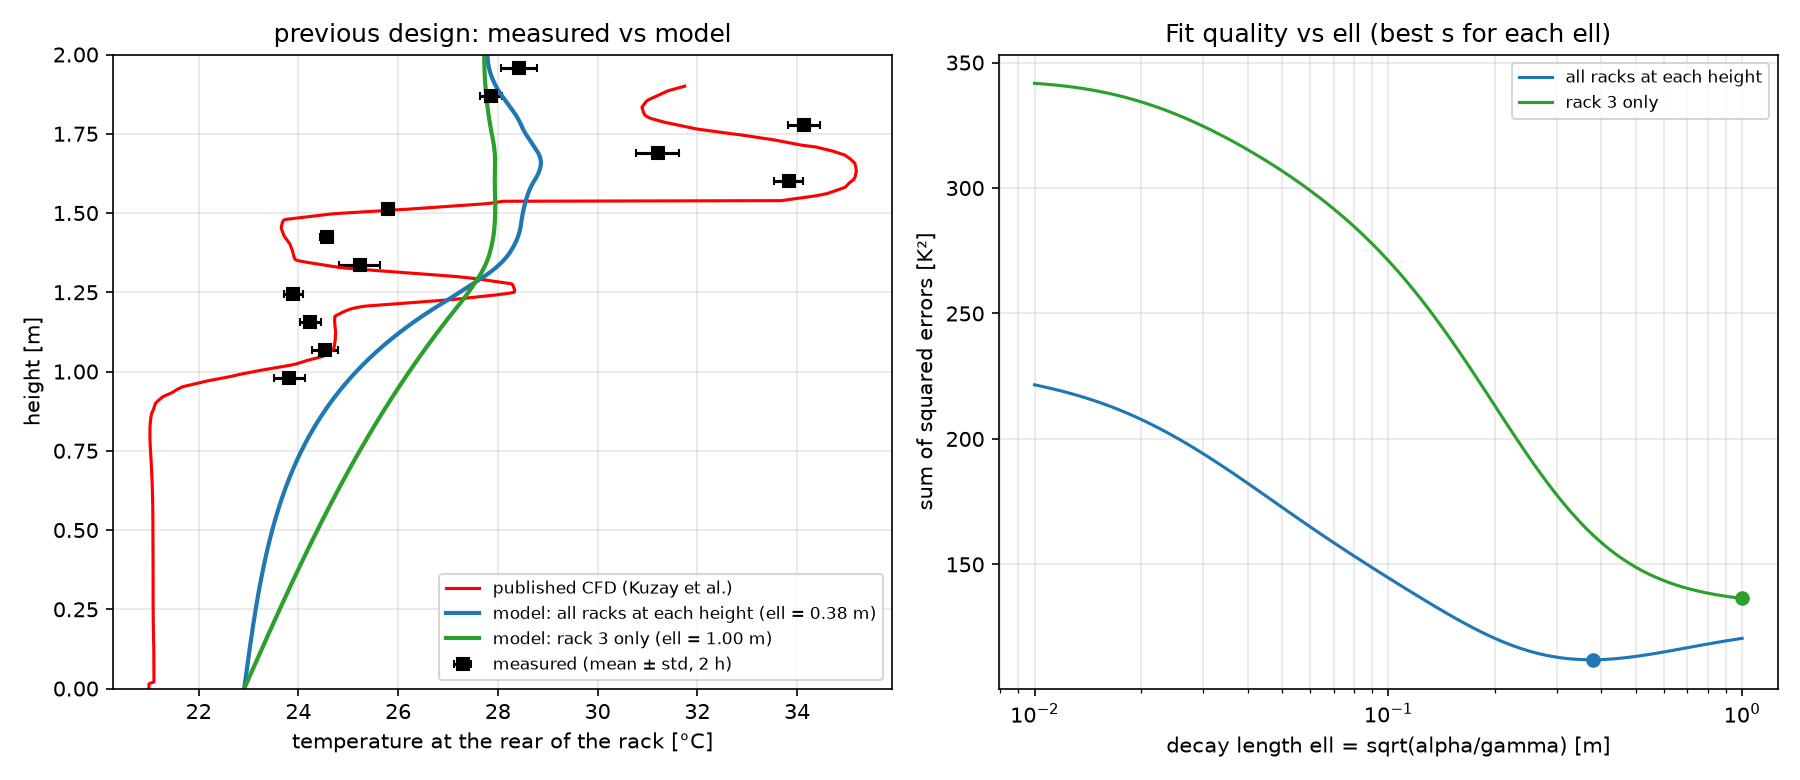 previous design: measured vs model
2.00
1.75
1.50
1.25
1.00
0.75
0.50
0.25
0.00
height [m]
22 24 26 28 30 32 34
temperature at the rear of the rack [°C]
published CFD (Kuzay et al.)
model: all racks at each height (ell = 0.38 m)
model: rack 3 only (ell = 1.00 m)
measured (mean ± std, 2 h)
Fit quality vs ell (best s for each ell)
350
300
250
200
150
sum of squared errors [K²]
10⁻² 10⁻¹ 10⁰
decay length ell = sqrt(alpha/gamma) [m]
all racks at each height
rack 3 only